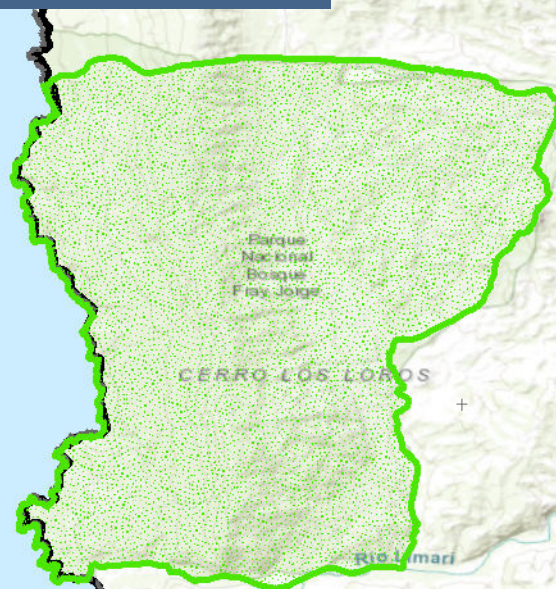 Parque
Nacional
Bosque
Fray Jorge
CERRO LOS LOROS
Río Limarí